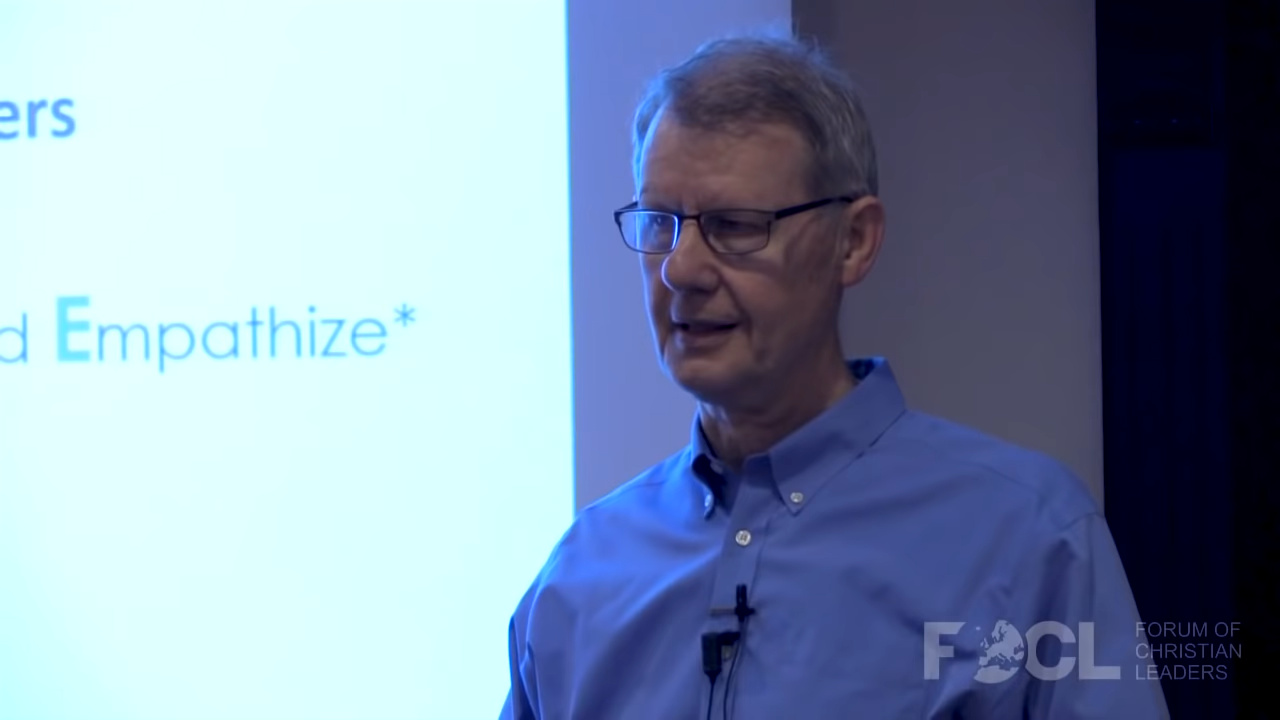 ers
d Empathize*
FOCL
FORUM OF
CHRISTIAN
LEADERS